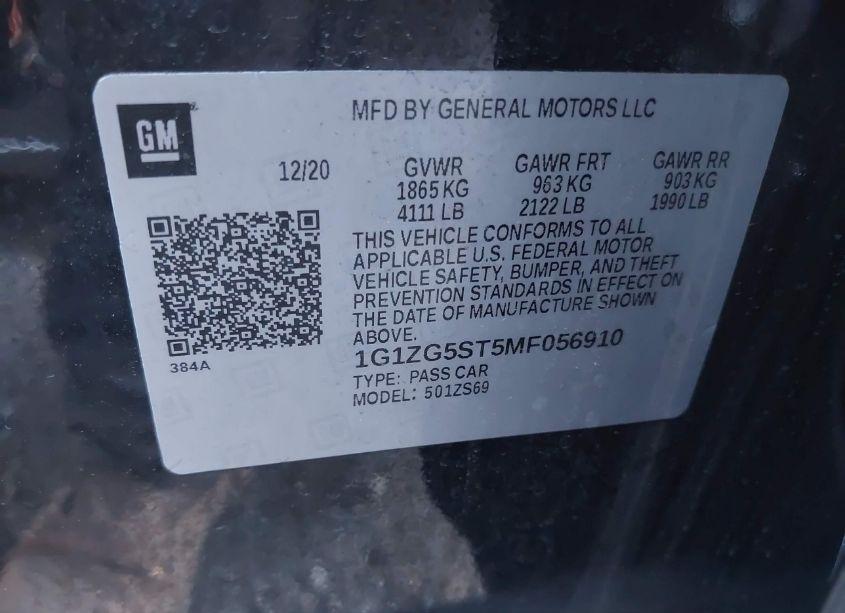 GM
MFD BY GENERAL MOTORS LLC
12/20
GVWR GAWR FRT GAWR RR
1865 KG 963 KG 903 KG
4111 LB 2122 LB 1990 LB
THIS VEHICLE CONFORMS TO ALL
APPLICABLE U.S. FEDERAL MOTOR
VEHICLE SAFETY, BUMPER, AND THEFT
PREVENTION STANDARDS IN EFFECT ON
THE DATE OF MANUFACTURE SHOWN
ABOVE.
1G1ZG5ST5MF056910
384A
TYPE: PASS CAR
MODEL: 501ZS69